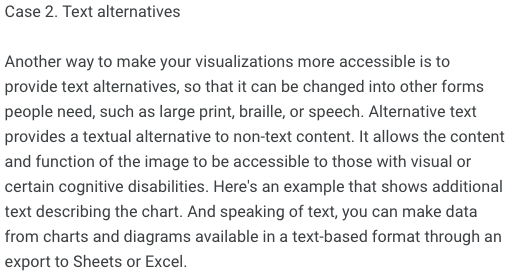 Case 2. Text alternatives
Another way to make your visualizations more accessible is to
provide text alternatives, so that it can be changed into other forms
people need, such as large print, braille, or speech. Alternative text
provides a textual alternative to non-text content. It allows the content
and function of the image to be accessible to those with visual or
certain cognitive disabilities. Here's an example that shows additional
text describing the chart. And speaking of text, you can make data
from charts and diagrams available in a text-based format through an
export to Sheets or Excel.